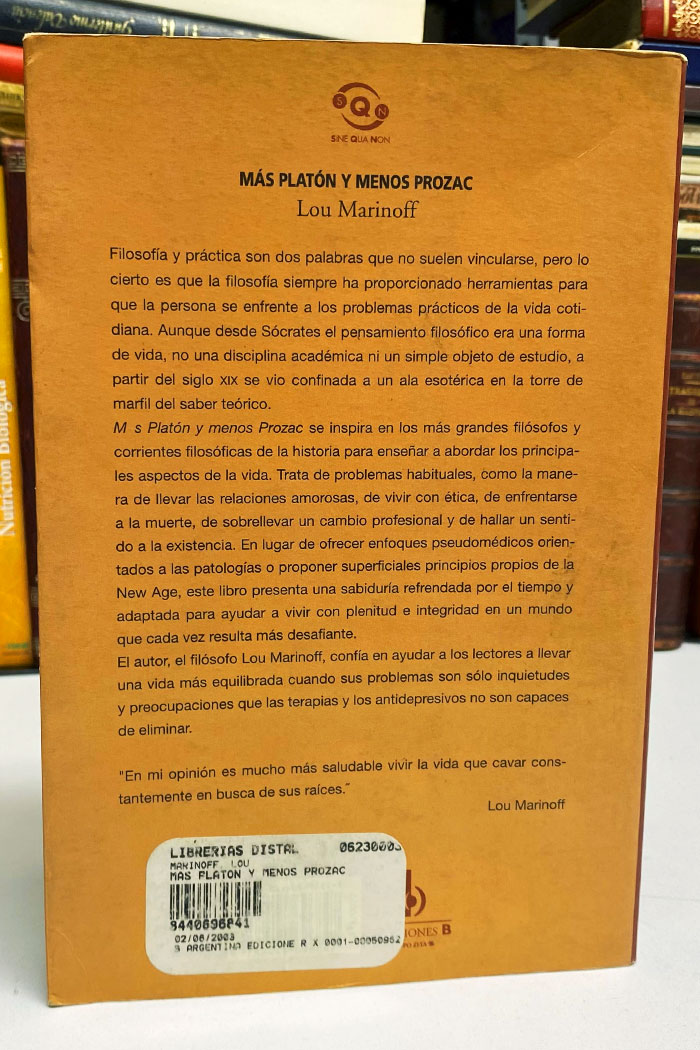 S Q N
SINE QUA NON
MÁS PLATÓN Y MENOS PROZAC
Lou Marinoff
Filosofía y práctica son dos palabras que no suelen vincularse, pero lo
cierto es que la filosofía siempre ha proporcionado herramientas para
que la persona se enfrente a los problemas prácticos de la vida coti-
diana. Aunque desde Sócrates el pensamiento filosófico era una forma
de vida, no una disciplina académica ni un simple objeto de estudio, a
partir del siglo XIX se vio confinada a un ala esotérica en la torre de
marfil del saber teórico.
M s Platón y menos Prozac se inspira en los más grandes filósofos y
corrientes filosóficas de la historia para enseñar a abordar los principa-
les aspectos de la vida. Trata de problemas habituales, como la mane-
ra de llevar las relaciones amorosas, de vivir con ética, de enfrentarse
a la muerte, de sobrellevar un cambio profesional y de hallar un senti-
do a la existencia. En lugar de ofrecer enfoques pseudomédicos orien-
tados a las patologías o proponer superficiales principios propios de la
New Age, este libro presenta una sabiduría refrendada por el tiempo y
adaptada para ayudar a vivir con plenitud e integridad en un mundo
que cada vez resulta más desafiante.
El autor, el filósofo Lou Marinoff, confía en ayudar a los lectores a llevar
una vida más equilibrada cuando sus problemas son sólo inquietudes
y preocupaciones que las terapias y los antidepresivos no son capaces
de eliminar.
"En mi opinión es mucho más saludable vivir la vida que cavar cons-
tantemente en busca de sus raíces."
Lou Marinoff
LIBRERIAS DISTAL 06230003
MARINOFF, LOU
MAS PLATON Y MENOS PROZAC
8440696841
02/06/2003
B ARGENTINA EDICIONE R X 0001-00050962
IONES B
Nutrición Biológica